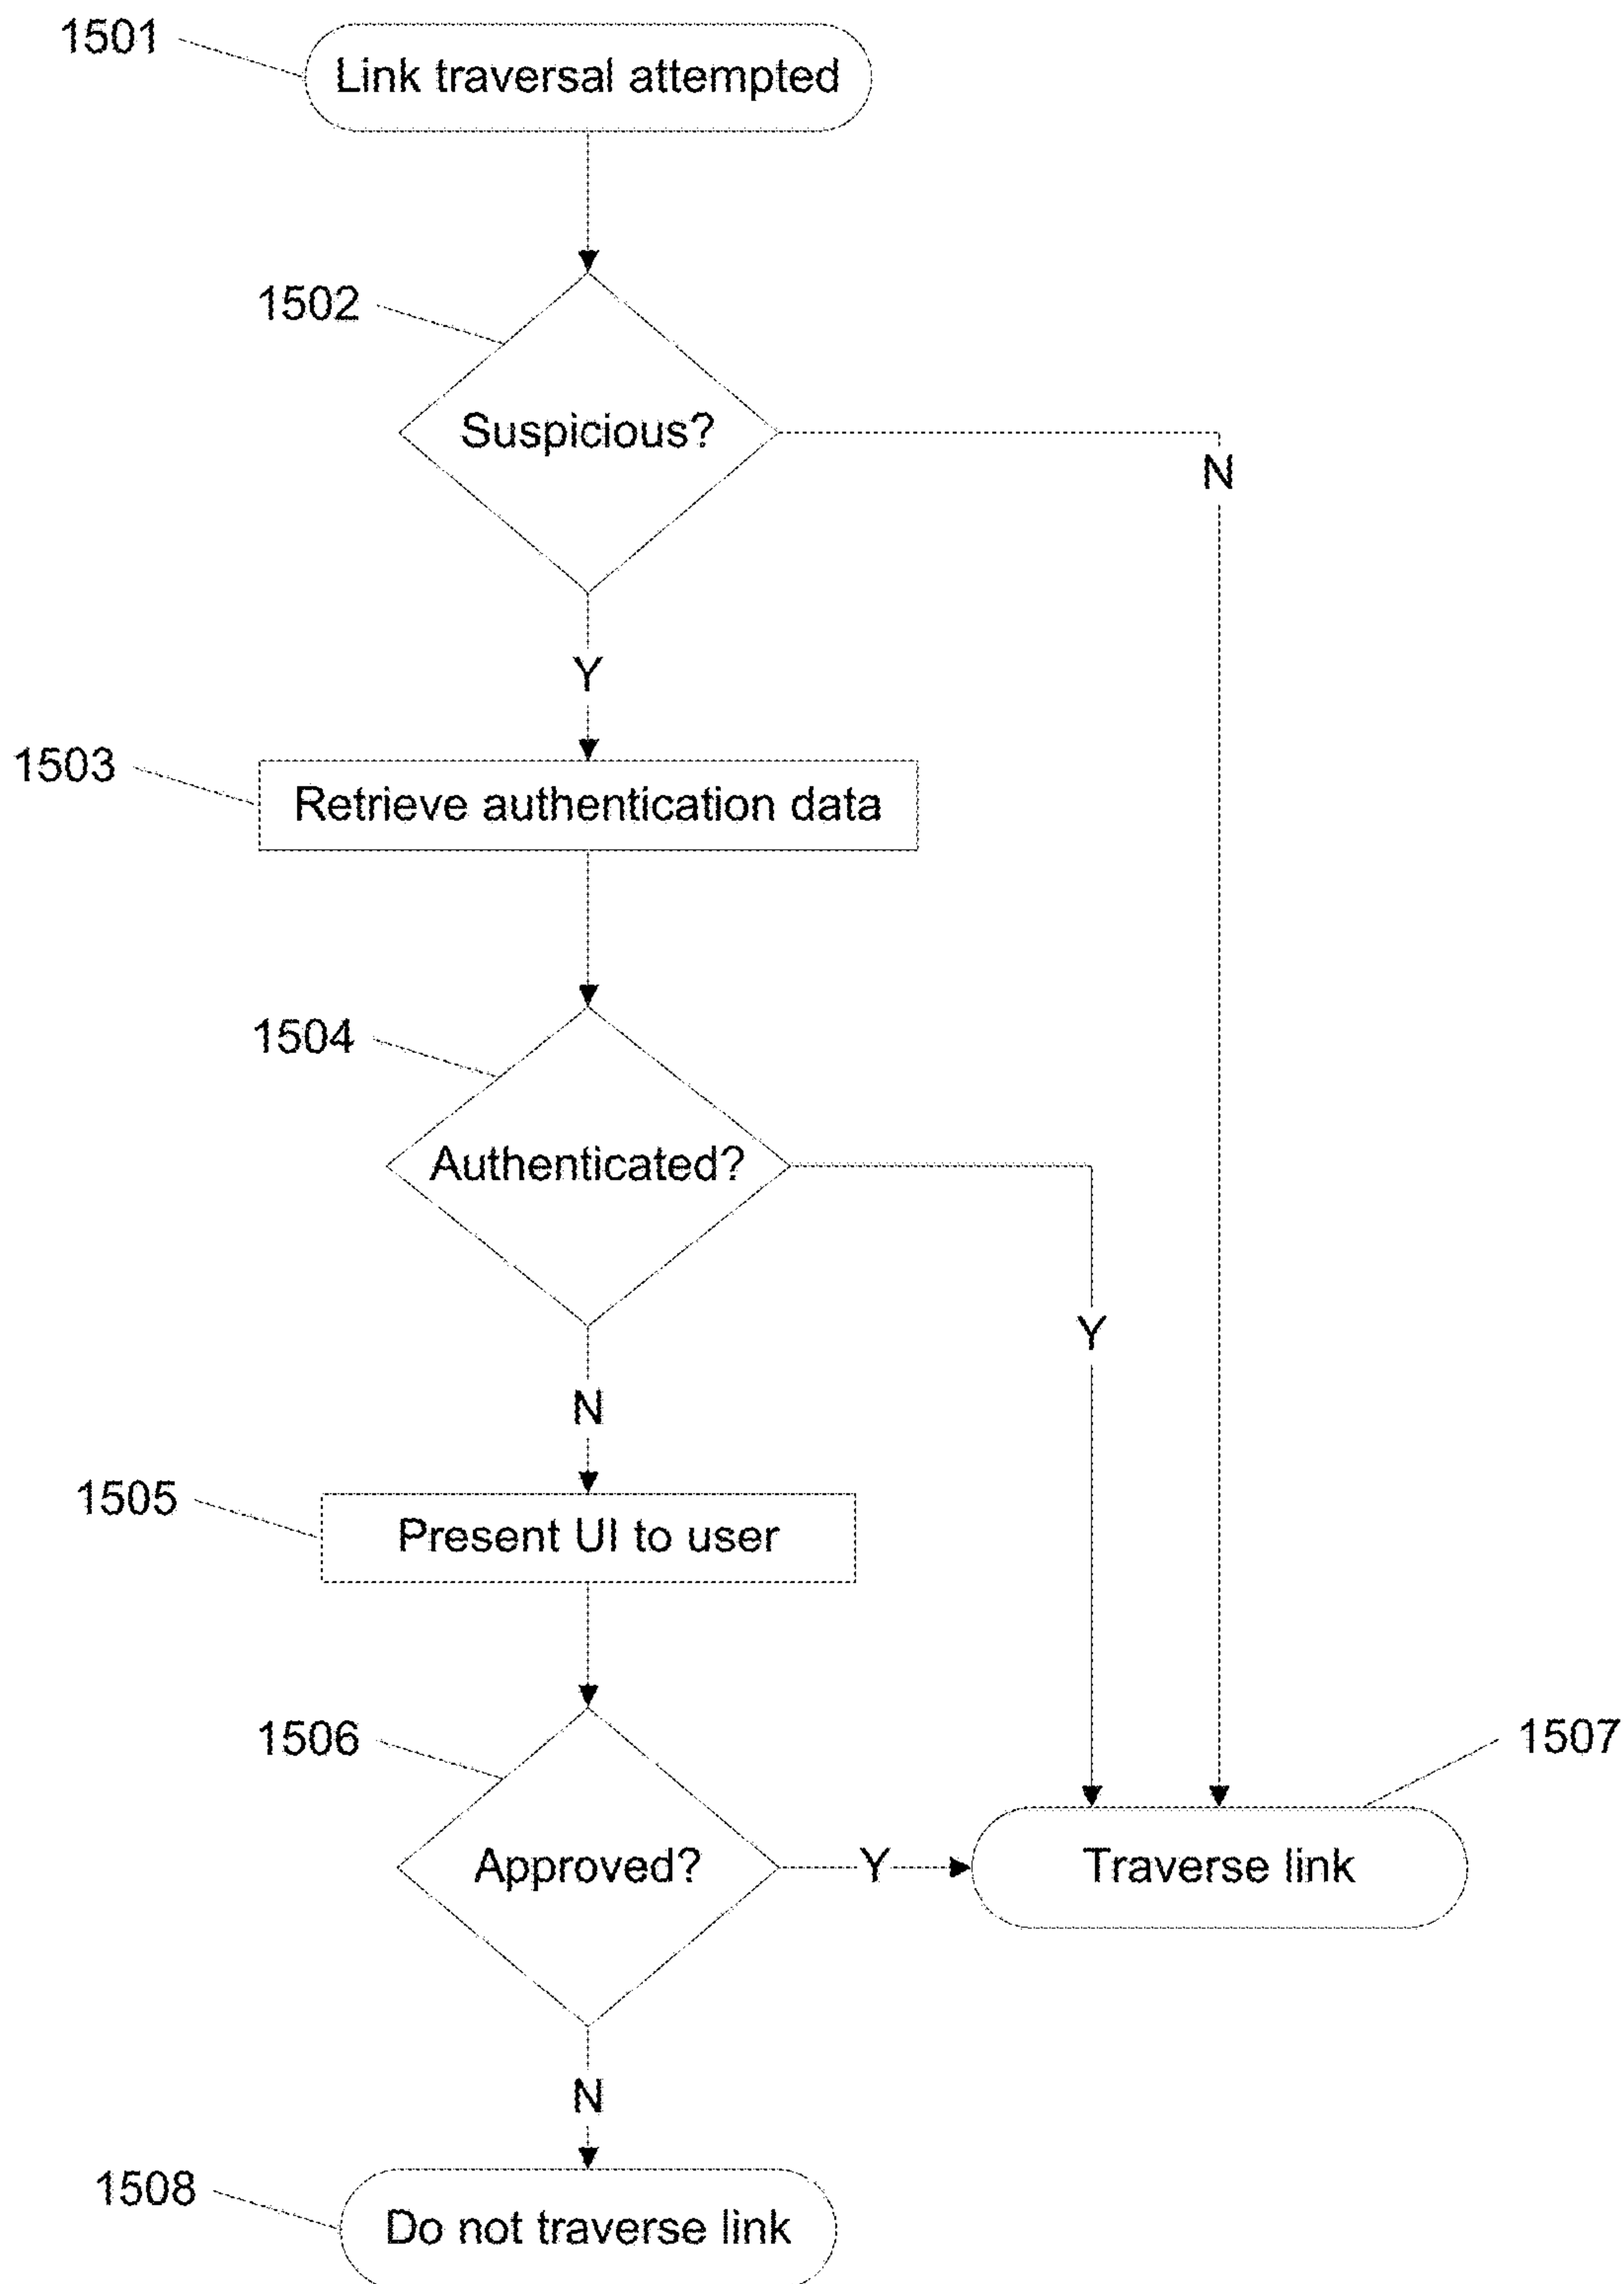 1501
Link traversal attempted
1502
Suspicious?
N
Y
1503
Retrieve authentication data
1504
Authenticated?
Y
N
1505
Present UI to user
1506
1507
Approved?
Y
Traverse link
N
1508
Do not traverse link